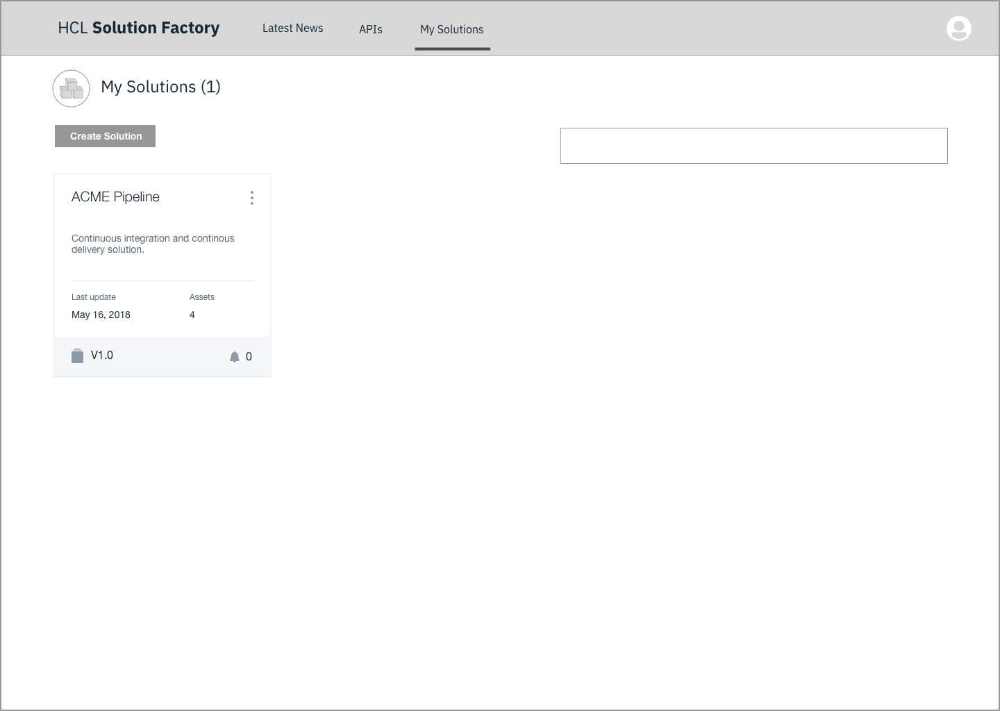 HCL Solution Factory
Latest News
APIs
My Solutions
My Solutions (1)
Create Solution
ACME Pipeline
Continuous integration and continous
delivery solution.
Last update
Assets
May 16, 2018
4
V1.0
0